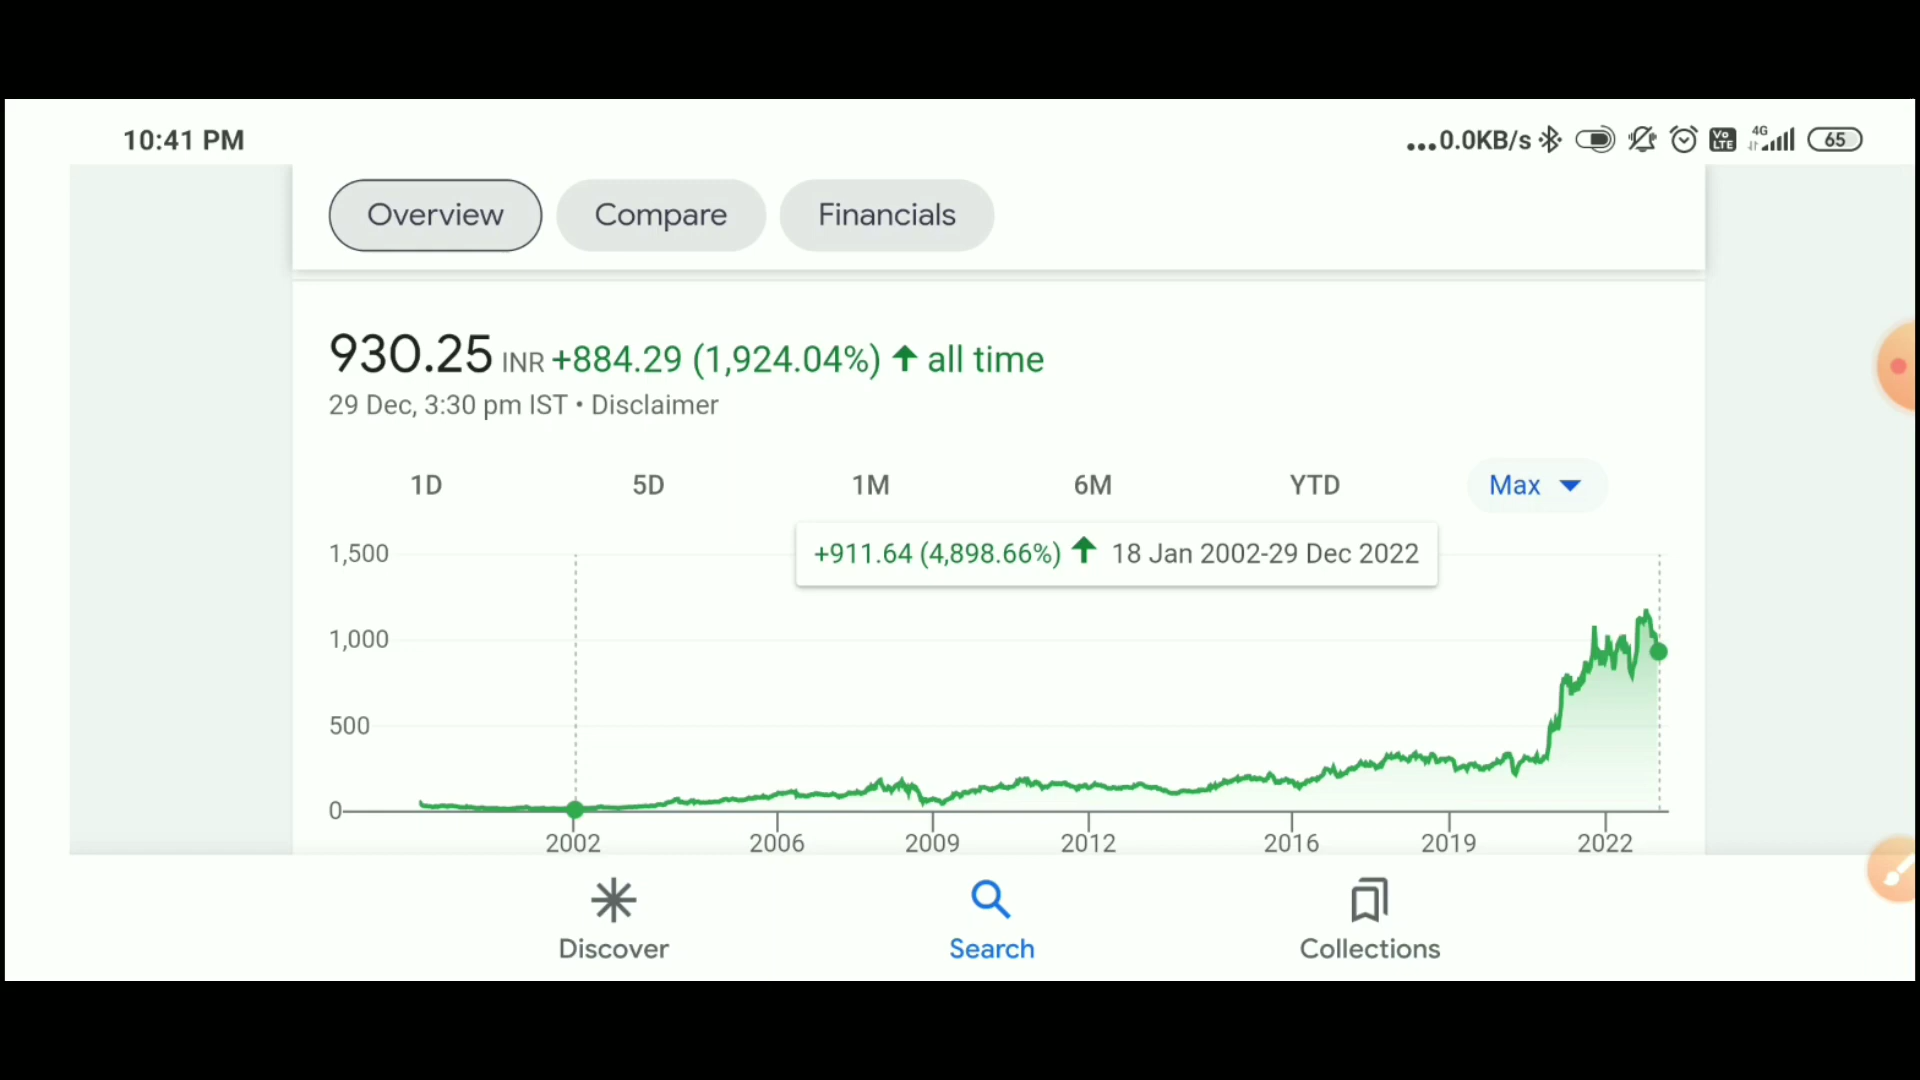 10:41 PM
...0.0KB/s Vo LTE 4G 65
Overview Compare Financials
930.25 INR +884.29 (1,924.04%) ↑ all time
29 Dec, 3:30 pm IST • Disclaimer
1D 5D 1M 6M YTD Max
+911.64 (4,898.66%) ↑ 18 Jan 2002-29 Dec 2022
1,500
1,000
500
0
2002 2006 2009 2012 2016 2019 2022
Discover Search Collections